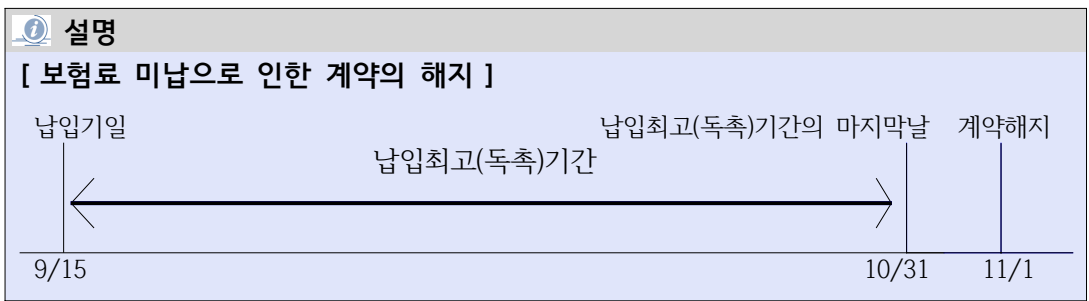 설명
[ 보험료 미납으로 인한 계약의 해지 ]
납입기일 납입최고(독촉)기간의 마지막날 계약해지
납입최고(독촉)기간
9/15 10/31 11/1